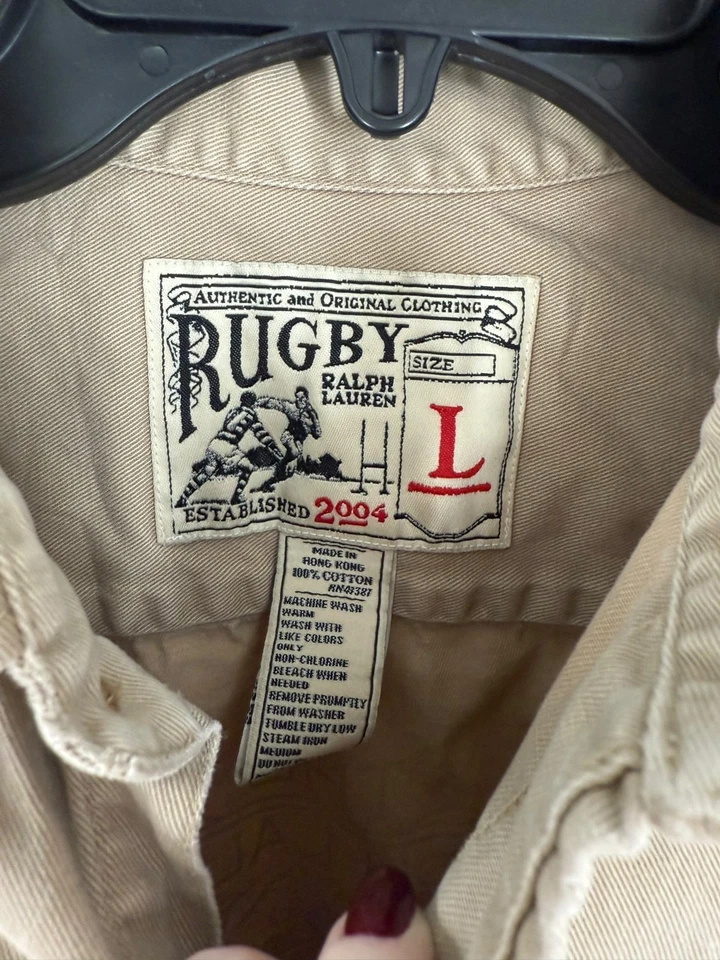 AUTHENTIC and ORIGINAL CLOTHING
RUGBY
RALPH
LAUREN
SIZE
L
ESTABLISHED 2004
MADE IN
HONG KONG
100% COTTON
RN41381
MACHINE WASH
WARM
WASH WITH
LIKE COLORS
ONLY
NON-CHLORINE
BLEACH WHEN
NEEDED
REMOVE PROMPTLY
FROM WASHER
TUMBLE DRY LOW
STEAM IRON
MEDIUM
DO NOT